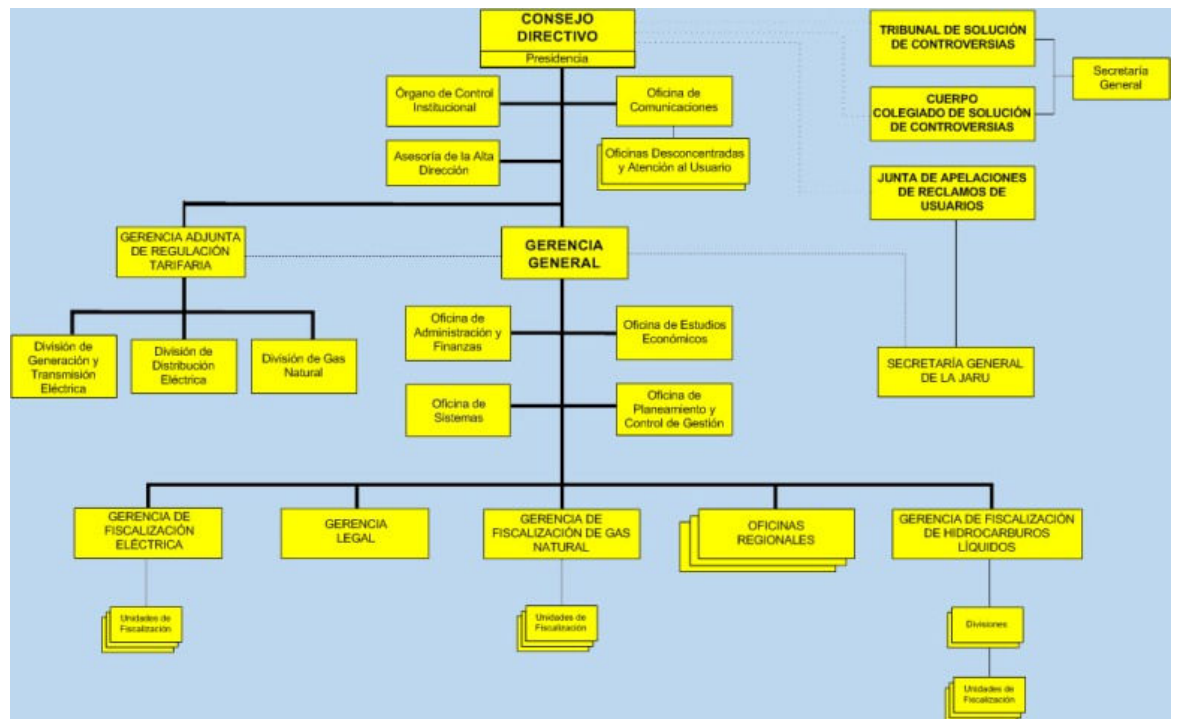 CONSEJO
DIRECTIVO
Presidencia
TRIBUNAL DE SOLUCIÓN
DE CONTROVERSIAS
Secretaría
General
Órgano de Control
Institucional
Oficina de
Comunicaciones
CUERPO
COLEGIADO DE SOLUCIÓN
DE CONTROVERSIAS
Asesoría de la Alta
Dirección
Oficinas Desconcentradas
y Atención al Usuario
JUNTA DE APELACIONES
DE RECLAMOS DE
USUARIOS
GERENCIA ADJUNTA
DE REGULACIÓN
TARIFARIA
GERENCIA
GENERAL
División de
Generación y
Transmisión
Eléctrica
División de
Distribución
Eléctrica
División de Gas
Natural
Oficina de
Administración y
Finanzas
Oficina de Estudios
Económicos
SECRETARÍA GENERAL
DE LA JARU
Oficina de
Sistemas
Oficina de
Planeamiento y
Control de Gestión
GERENCIA DE
FISCALIZACIÓN
ELÉCTRICA
GERENCIA
LEGAL
GERENCIA DE
FISCALIZACIÓN DE GAS
NATURAL
OFICINAS
REGIONALES
GERENCIA DE FISCALIZACIÓN
DE HIDROCARBUROS
LÍQUIDOS
Unidades de
Fiscalización
Unidades de
Fiscalización
Divisiones
Unidades de
Fiscalización